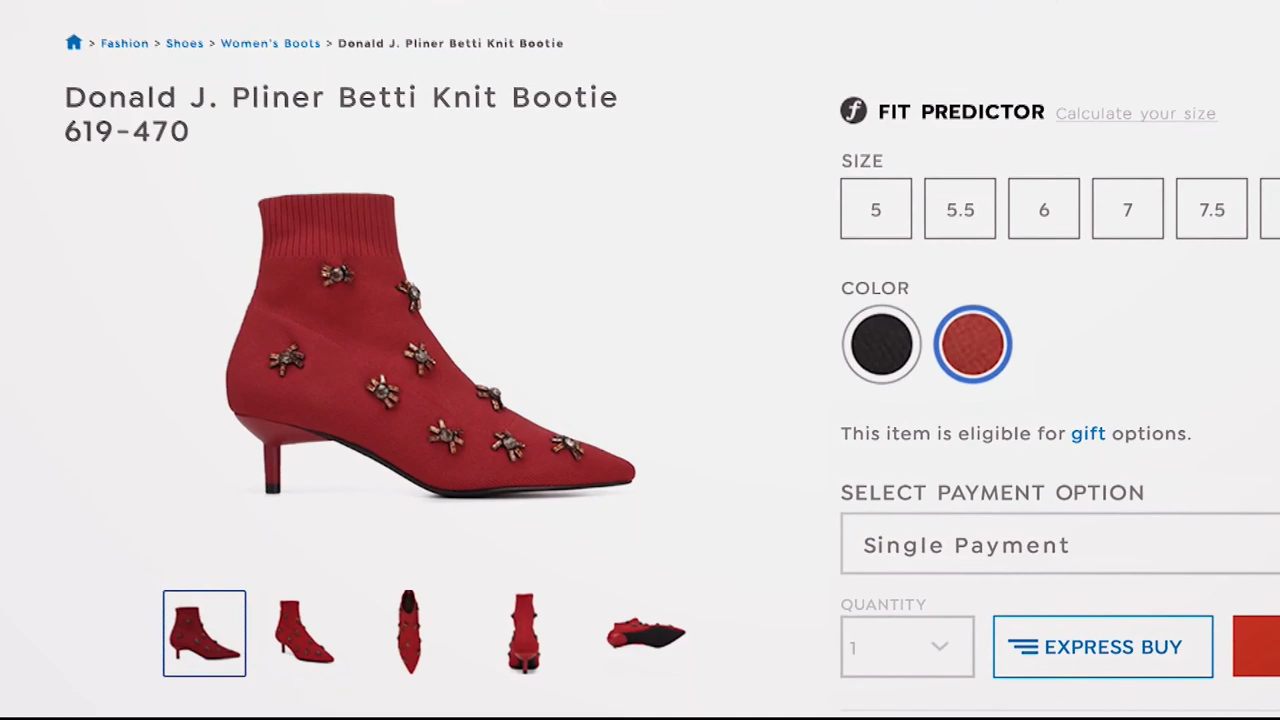 > Fashion > Shoes > Women's Boots > Donald J. Pliner Betti Knit Bootie
Donald J. Pliner Betti Knit Bootie
619-470
f FIT PREDICTOR Calculate your size
SIZE
5 5.5 6 7 7.5
COLOR
This item is eligible for gift options.
SELECT PAYMENT OPTION
Single Payment
QUANTITY
1 EXPRESS BUY